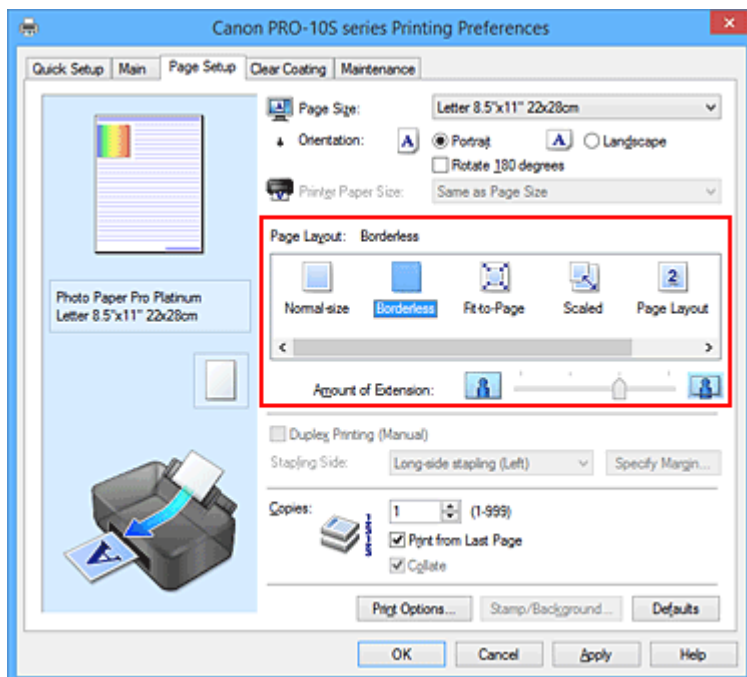 Canon PRO-10S series Printing Preferences
Quick Setup Main Page Setup Clear Coating Maintenance
Page Size: Letter 8.5"x11" 22x28cm
Orientation: A Portrait A Landscape
Rotate 180 degrees
Printer Paper Size: Same as Page Size
Page Layout: Borderless
2
Normal-size Borderless Fit-to-Page Scaled Page Layout
Photo Paper Pro Platinum
Letter 8.5"x11" 22x28cm
Amount of Extension:
Duplex Printing (Manual)
Stapling Side: Long-side stapling (Left) Specify Margin...
Copies: 1 (1-999)
Print from Last Page
Collate
A
Print Options... Stamp/Background... Defaults
OK Cancel Apply Help